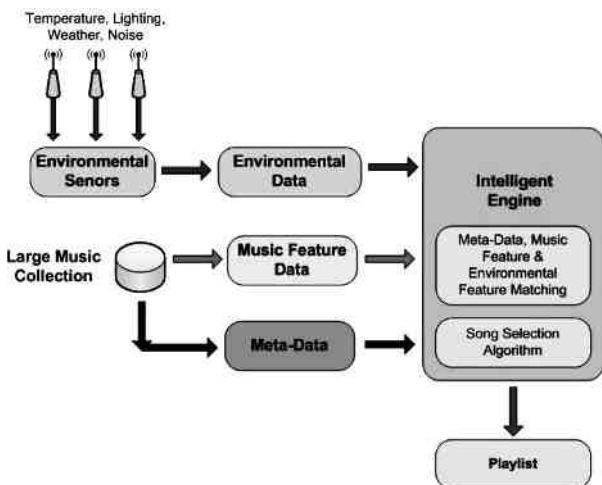 Temperature, Lighting,
Weather, Noise
Environmental
Senors
Environmental
Data
Intelligent
Engine
Large Music
Collection
Music Feature
Data
Meta-Data, Music
Feature &
Environmental
Feature Matching
Meta-Data
Song Selection
Algorithm
Playlist